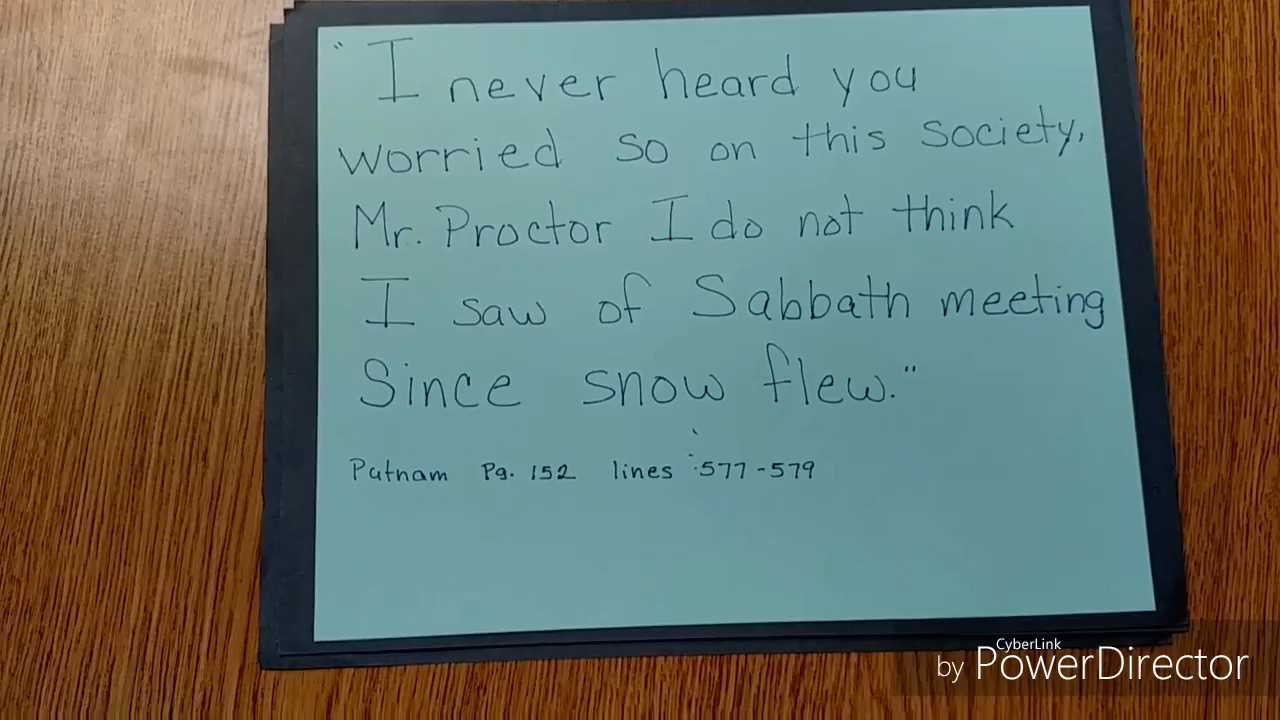 "I never heard you
worried so on this society,
Mr. Proctor I do not think
I saw of Sabbath meeting
Since snow flew."
Putnam Pg. 152 lines 577-579
CyberLink
by PowerDirector